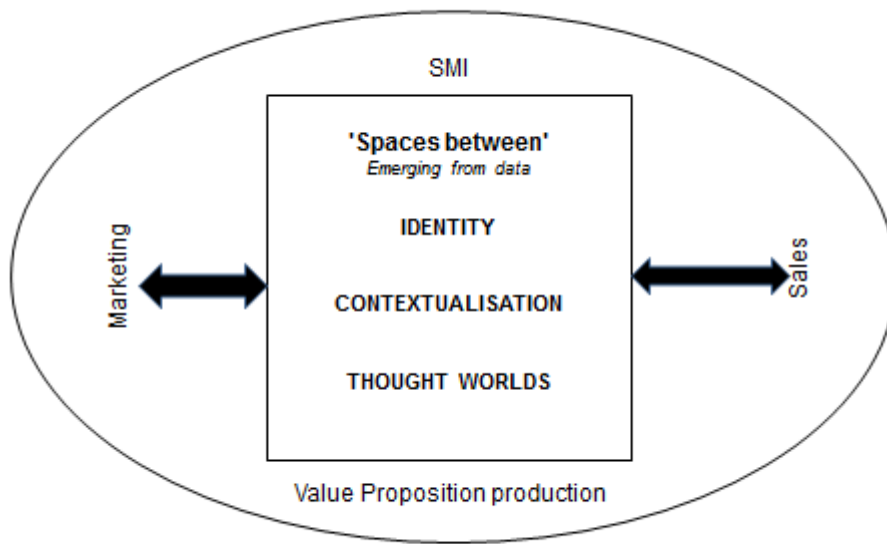 SMI
'Spaces between'
Emerging from data
IDENTITY
Marketing
Sales
CONTEXTUALISATION
THOUGHT WORLDS
Value Proposition production